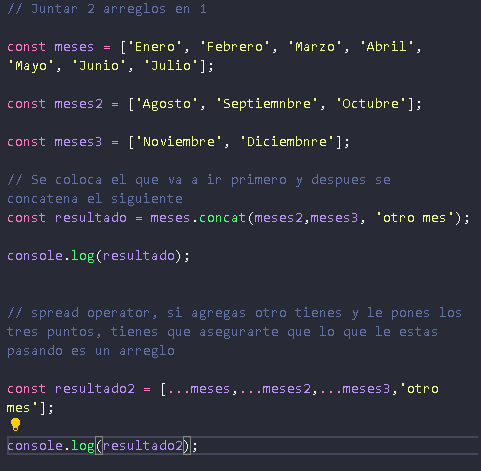 // Juntar 2 arreglos en 1
const meses = ['Enero', 'Febrero', 'Marzo', 'Abril',
'Mayo', 'Junio', 'Julio'];
const meses2 = ['Agosto', 'Septiemnbre', 'Octubre'];
const meses3 = ['Noviembre', 'Diciembnre'];
// Se coloca el que va a ir primero y despues se
concatena el siguiente
const resultado = meses.concat(meses2,meses3, 'otro mes');
console.log(resultado);
// spread operator, si agregas otro tienes y le pones los
tres puntos, tienes que asegurarte que lo que le estas
pasando es un arreglo
const resultado2 = [...meses,...meses2,...meses3,'otro
mes'];
console.log(resultado2);